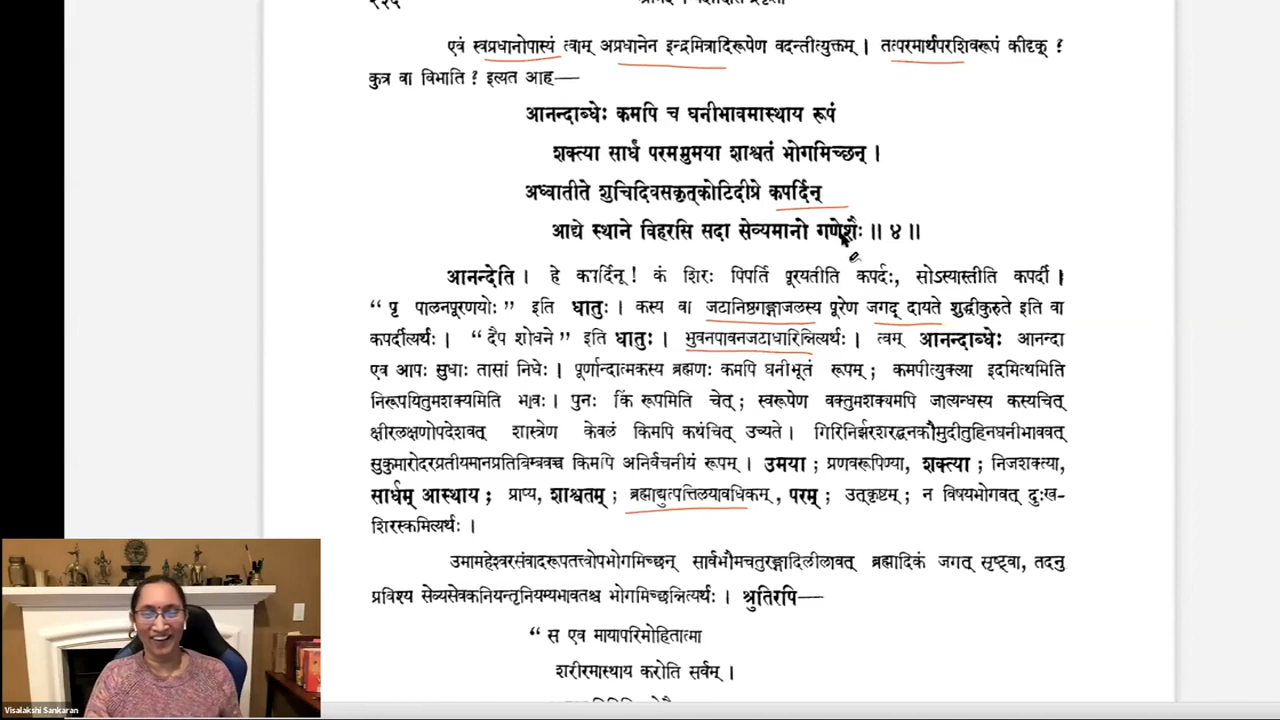 २२६
एवं स्वप्रधानोपास्यं त्वाम् अप्रधानेन इन्द्रमित्रादिरूपेण वदन्तीत्युक्तम् । तत्परमार्थपरशिवरूपं कीदृक् ?
कुत्र वा विभाति ? इत्यत आह—
आनन्दाब्धेः कमपि च घनीभावमास्थाय रूपं
शक्त्या सार्धं परममुमया शाश्वतं भोगमिच्छन् ।
अध्वातीते शुचिदिवसकृत्कोटिदीप्रे कपर्दिन्
आद्ये स्थाने विहरसि सदा सेव्यमानो गणेशैः ॥ ४ ॥
आनन्देति । हे कपर्दिन् ! कं शिरः पिपर्ति पूरयतीति कपर्दः, सोऽस्यास्तीति कपर्दी ।
“ पृ पालनपूरणयोः ” इति धातुः । कस्य वा जटानिष्ठगङ्गाजलस्य पूरेण जगद् दायते शुद्धीकुरुते इति वा
कपर्दीत्यर्थः । “ दैप शोधने ” इति धातुः । भुवनपावनजटाधारिन्नित्यर्थः । त्वम् आनन्दाब्धेः आनन्दा
एव आपः सुधाः तासां निधेः । पूर्णान्दात्मकस्य ब्रह्मणः कमपि घनीभूतं रूपम् ; कमपीत्युक्त्या इदमित्थमिति
निरूपयितुमशक्यमिति भावः । पुनः किं रूपमिति चेत् ; स्वरूपेण वक्तुमशक्यमपि जात्यन्धस्य कस्यचित्
क्षीरलक्षणोपदेशवत् शास्त्रेण केवलं किमपि कथंचित् उच्यते । गिरिनिर्झरशरद्घनकौमुदीतुहिनघनीभाववत्
सुकुमारोदरप्रतीयमानप्रतिबिम्बवच्च किमपि अनिर्वचनीयं रूपम् । उमया ; प्रणवरूपिण्या, शक्त्या ; निजशक्त्या,
सार्धम् आस्थाय ; प्राप्य, शाश्वतम् ; ब्रह्माद्युत्पत्तिलयावधिकम् , परम् ; उत्कृष्टम् ; न विषयभोगवत् दुःख-
शिरस्कमित्यर्थः ।
उमामहेश्वरसंवादरूपतत्त्वोपभोगमिच्छन् सार्वभौमचतुरङ्गादिलीलावत् ब्रह्मादिकं जगत् सृष्ट्वा, तदनु
प्रविश्य सेव्यसेवकनियन्तृनियम्यभावतश्च भोगमिच्छन्नित्यर्थः । श्रुतिरपि—
“ स एव मायापरिमोहितात्मा
शरीरमास्थाय करोति सर्वम् ।
Visalakshi Sankaran